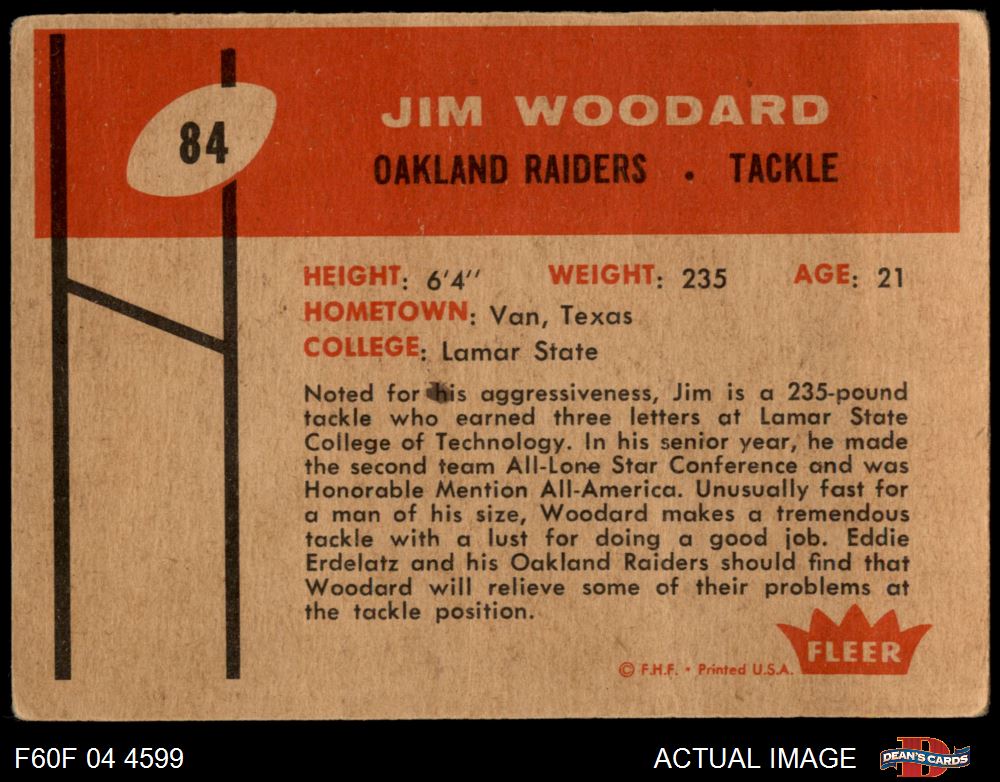 84
JIM WOODARD
OAKLAND RAIDERS • TACKLE
HEIGHT: 6'4'' WEIGHT: 235 AGE: 21
HOMETOWN: Van, Texas
COLLEGE: Lamar State
Noted for his aggressiveness, Jim is a 235-pound
tackle who earned three letters at Lamar State
College of Technology. In his senior year, he made
the second team All-Lone Star Conference and was
Honorable Mention All-America. Unusually fast for
a man of his size, Woodard makes a tremendous
tackle with a lust for doing a good job. Eddie
Erdelatz and his Oakland Raiders should find that
Woodard will relieve some of their problems at
the tackle position.
FLEER
© F.H.F. • Printed U.S.A.
F60F 04 4599 ACTUAL IMAGE DEAN'S CARDS